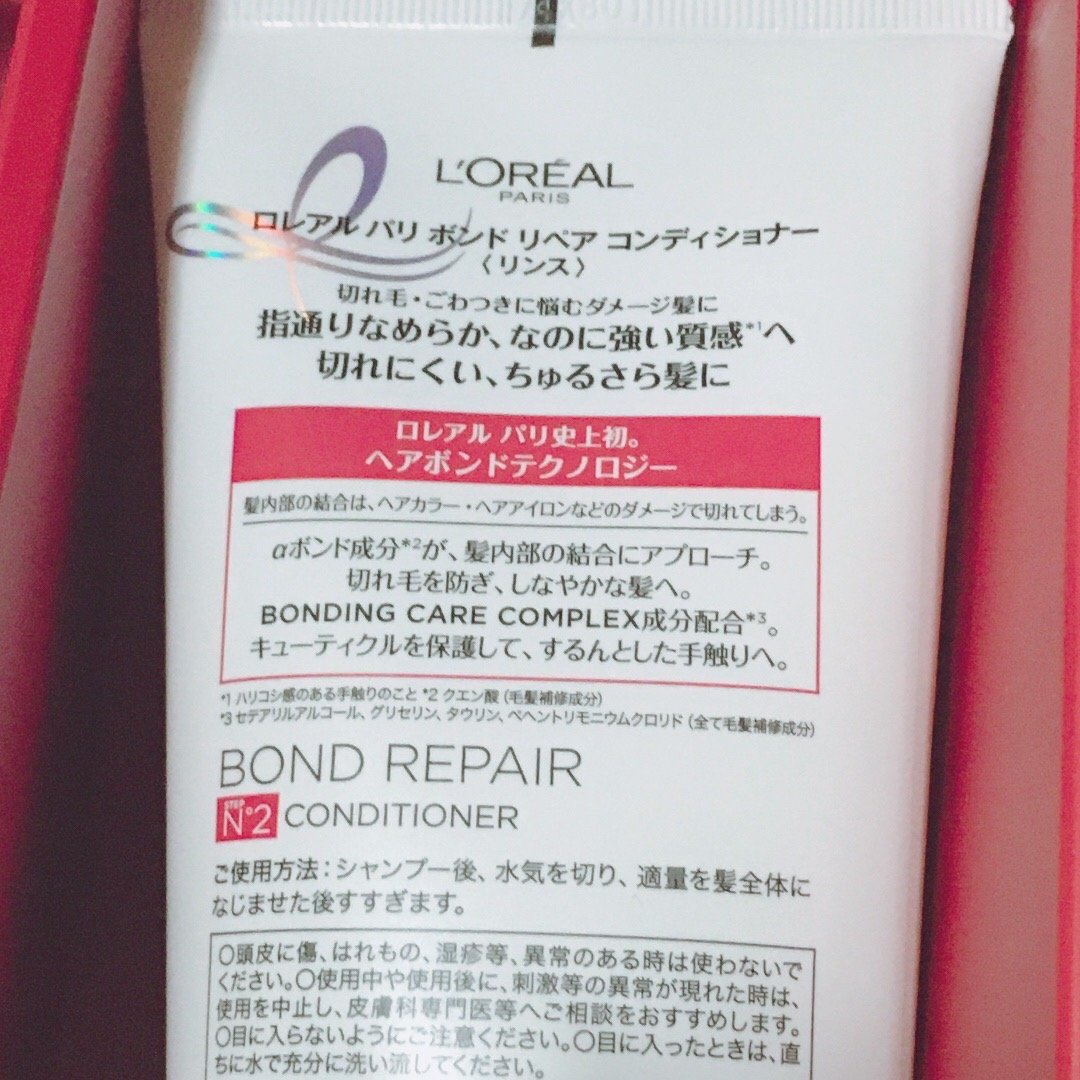 L'ORÉAL
PARIS
ロレアル パリ ボンド リペア コンディショナー
〈リンス〉
切れ毛・ごわつきに悩むダメージ髪に
指通りなめらか、なのに強い質感*1へ
切れにくい、ちゅるさら髪に
ロレアル パリ史上初。
ヘアボンドテクノロジー
髪内部の結合は、ヘアカラー・ヘアアイロンなどのダメージで切れてしまう。
αボンド成分*2が、髪内部の結合にアプローチ。
切れ毛を防ぎ、しなやかな髪へ。
BONDING CARE COMPLEX成分配合*3。
キューティクルを保護して、するんとした手触りへ。
*1 ハリコシ感のある手触りのこと *2 クエン酸（毛髪補修成分）
*3 セテアリルアルコール、グリセリン、タウリン、ベヘントリモニウムクロリド（全て毛髪補修成分）
BOND REPAIR
STEP
N°2 CONDITIONER
ご使用方法：シャンプー後、水気を切り、適量を髪全体に
なじませた後すすぎます。
〇頭皮に傷、はれもの、湿疹等、異常のある時は使わないで
ください。〇使用中や使用後に、刺激等の異常が現れた時は、
使用を中止し、皮膚科専門医等へご相談をおすすめします。
〇目に入らないようにご注意ください。〇目に入ったときは、直
ちに水で充分に洗い流してください。